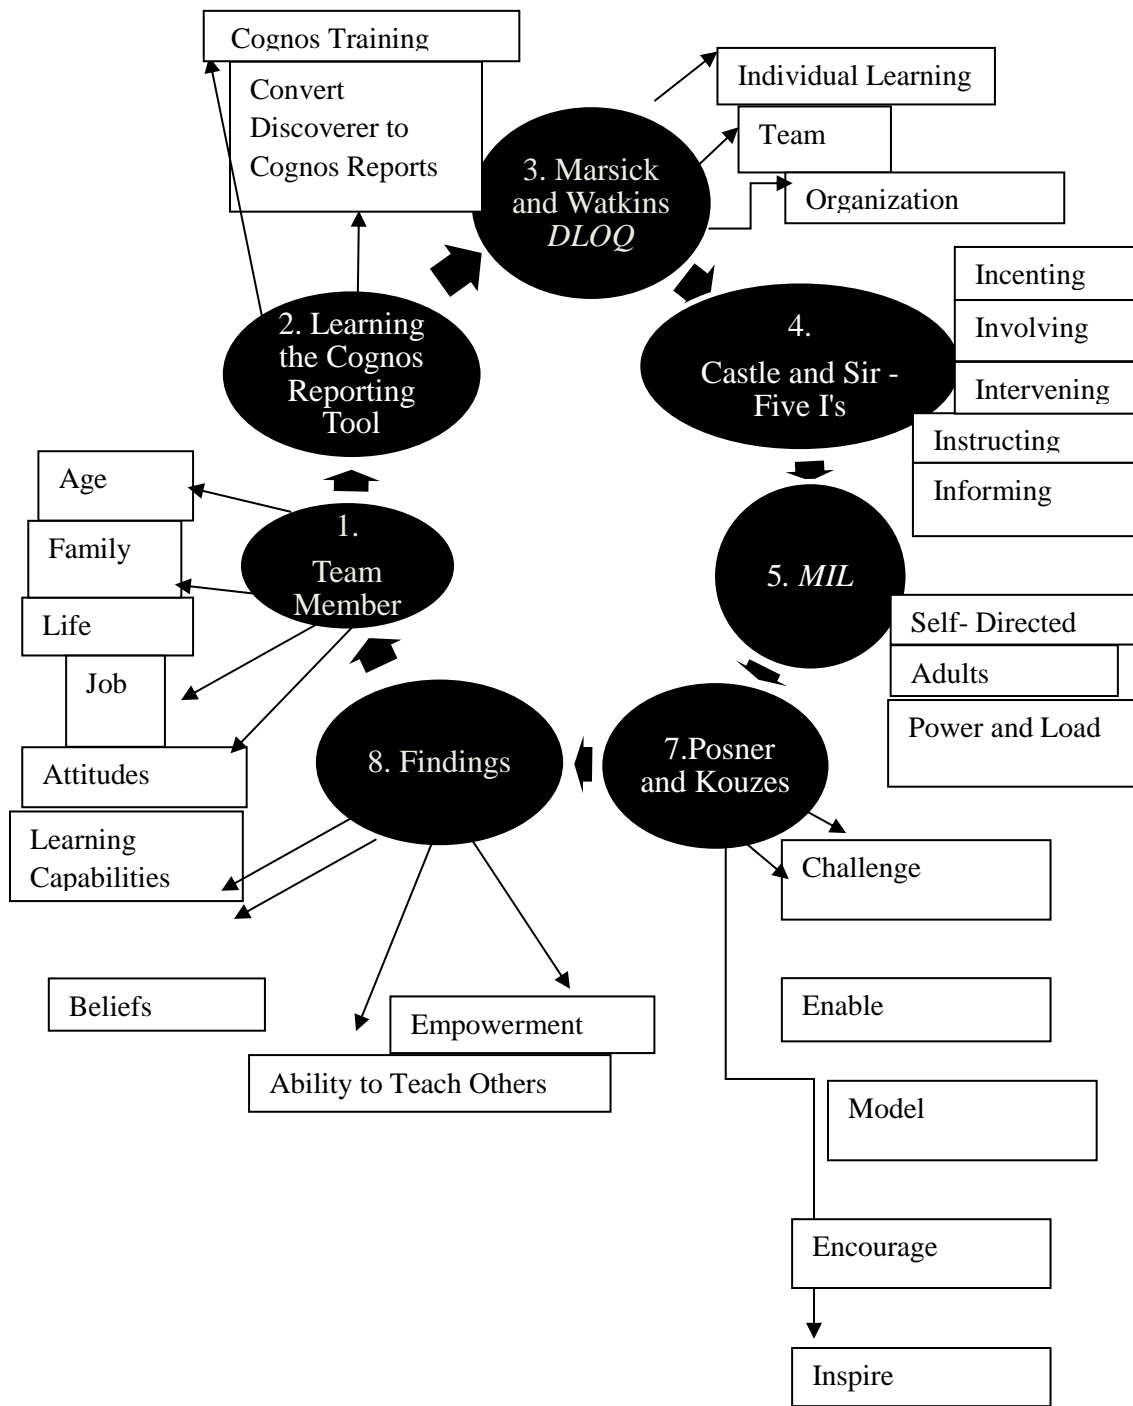 Cognos Training
Convert
Discoverer to
Cognos Reports
Individual Learning
Team
Organization
3. Marsick
and Watkins
DLOQ
Incenting
Involving
Intervening
Instructing
Informing
4.
Castle and Sir -
Five I's
2. Learning
the Cognos
Reporting
Tool
Age
Family
Life
Job
Attitudes
Learning
Capabilities
1.
Team
Member
5. MIL
Self- Directed
Adults
Power and Load
7.Posner
and Kouzes
8. Findings
Challenge
Enable
Model
Encourage
Inspire
Beliefs
Empowerment
Ability to Teach Others